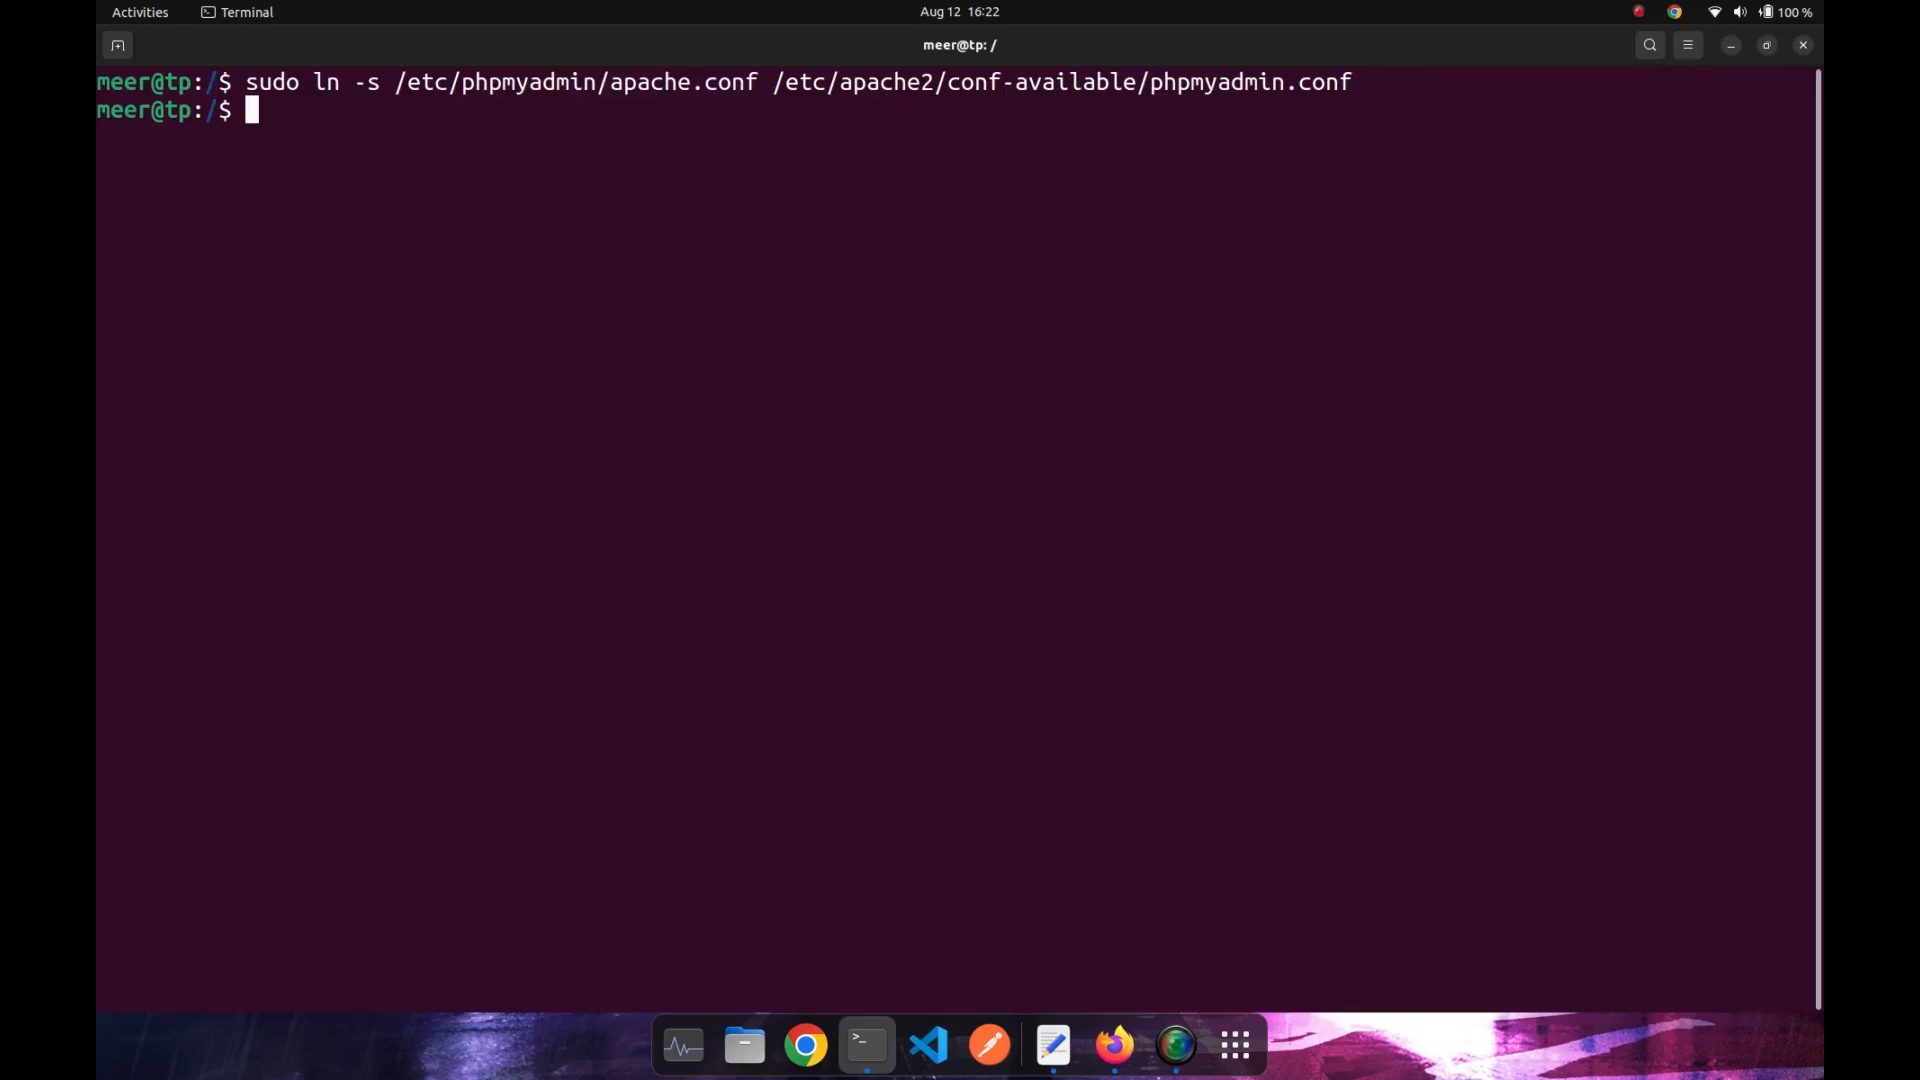 Activities
Terminal
Aug 12 16:22
100 %
meer@tp: /
meer@tp:/$ sudo ln -s /etc/phpmyadmin/apache.conf /etc/apache2/conf-available/phpmyadmin.conf
meer@tp:/$
>_